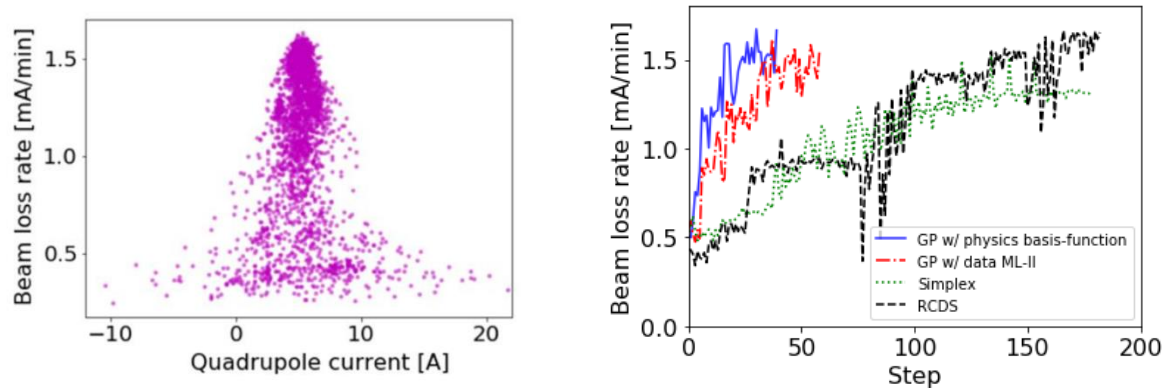 Beam loss rate [mA/min]
1.5
1.0
0.5
−10
0
10
20
Quadrupole current [A]
Beam loss rate [mA/min]
1.5
1.0
0.5
0.0
0
50
100
150
200
Step
GP w/ physics basis-function
GP w/ data ML-II
Simplex
RCDS